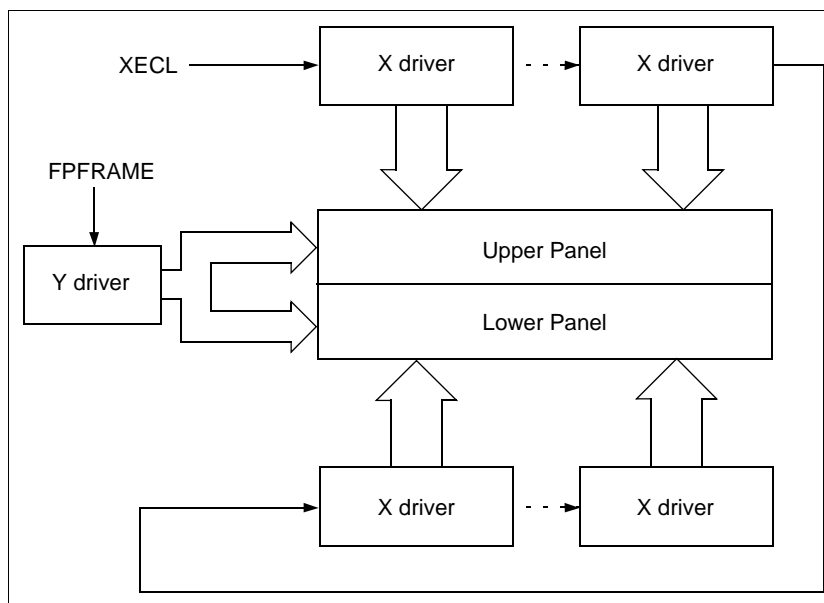 XECL
X driver
X driver
FPFRAME
Y driver
Upper Panel
Lower Panel
X driver
X driver